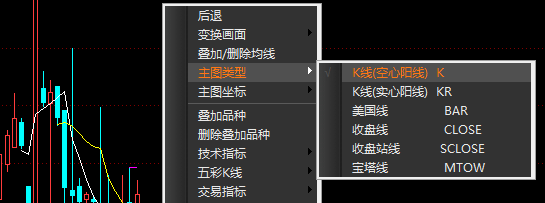 后退
变换画面
叠加/删除均线
主图类型
主图坐标
叠加品种
删除叠加品种
技术指标
五彩K线
交易指标
K线(空心阳线) K
K线(实心阳线) KR
美国线 BAR
收盘线 CLOSE
收盘站线 SCLOSE
宝塔线 MTOW